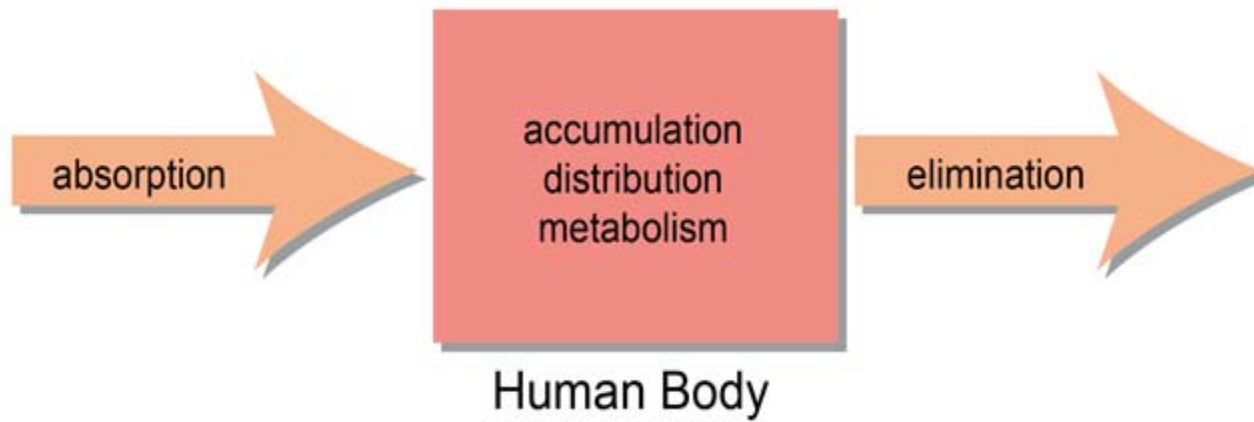 absorption
accumulation
distribution
metabolism
elimination
Human Body